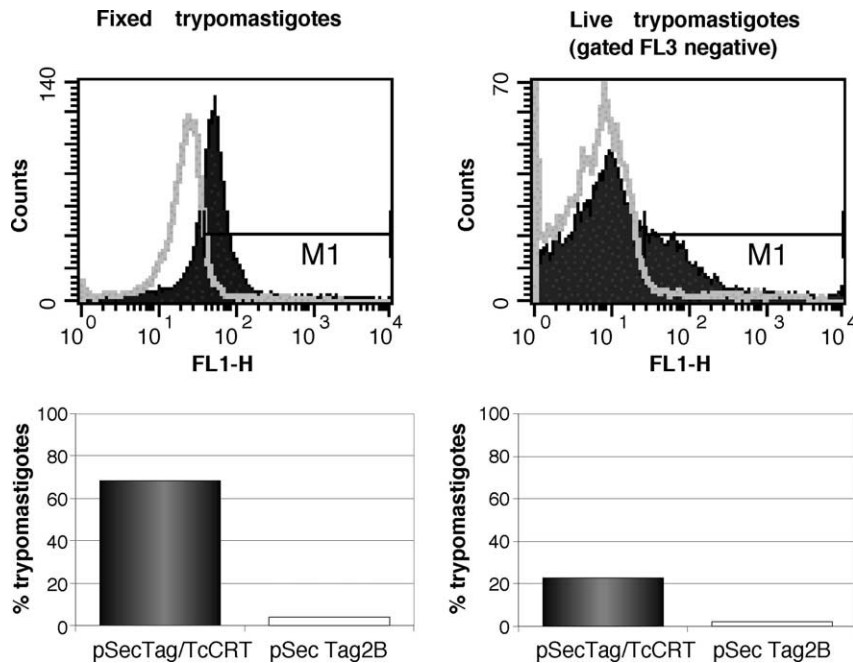 Fixed trypomastigotes
140
Counts
0
M1
10^0 10^1 10^2 10^3 10^4
FL1-H
Live trypomastigotes
(gated FL3 negative)
70
Counts
0
M1
10^0 10^1 10^2 10^3 10^4
FL1-H
% trypomastigotes
100
80
60
40
20
0
pSecTag/TcCRT pSec Tag2B
% trypomastigotes
100
80
60
40
20
0
pSecTag/TcCRT pSec Tag2B